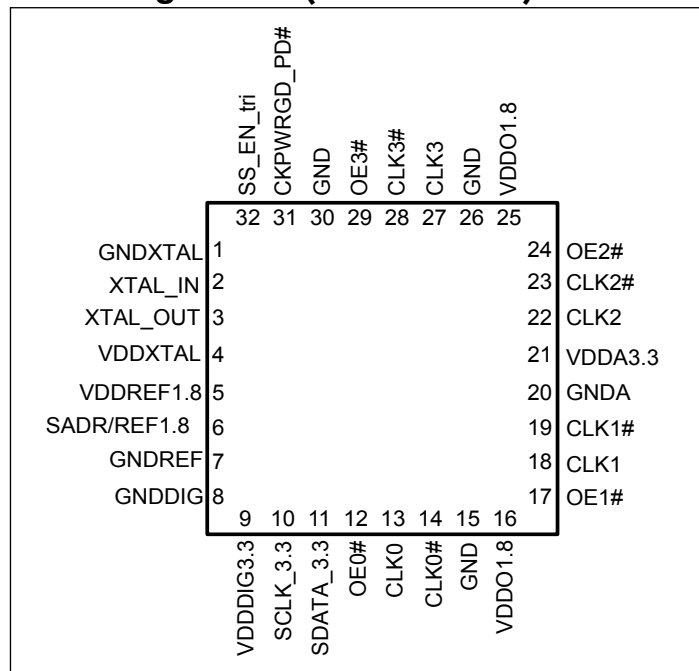 SS_EN_tri
CKPWRGD_PD#
GND
OE3#
CLK3#
CLK3
GND
VDDO1.8
32 31 30 29 28 27 26 25
GNDXTAL 1
XTAL_IN 2
XTAL_OUT 3
VDDXTAL 4
VDDREF1.8 5
SADR/REF1.8 6
GNDREF 7
GNDDIG 8
24 OE2#
23 CLK2#
22 CLK2
21 VDDA3.3
20 GNDA
19 CLK1#
18 CLK1
17 OE1#
9 10 11 12 13 14 15 16
VDDDIG3.3
SCLK_3.3
SDATA_3.3
OE0#
CLK0
CLK0#
GND
VDDO1.8